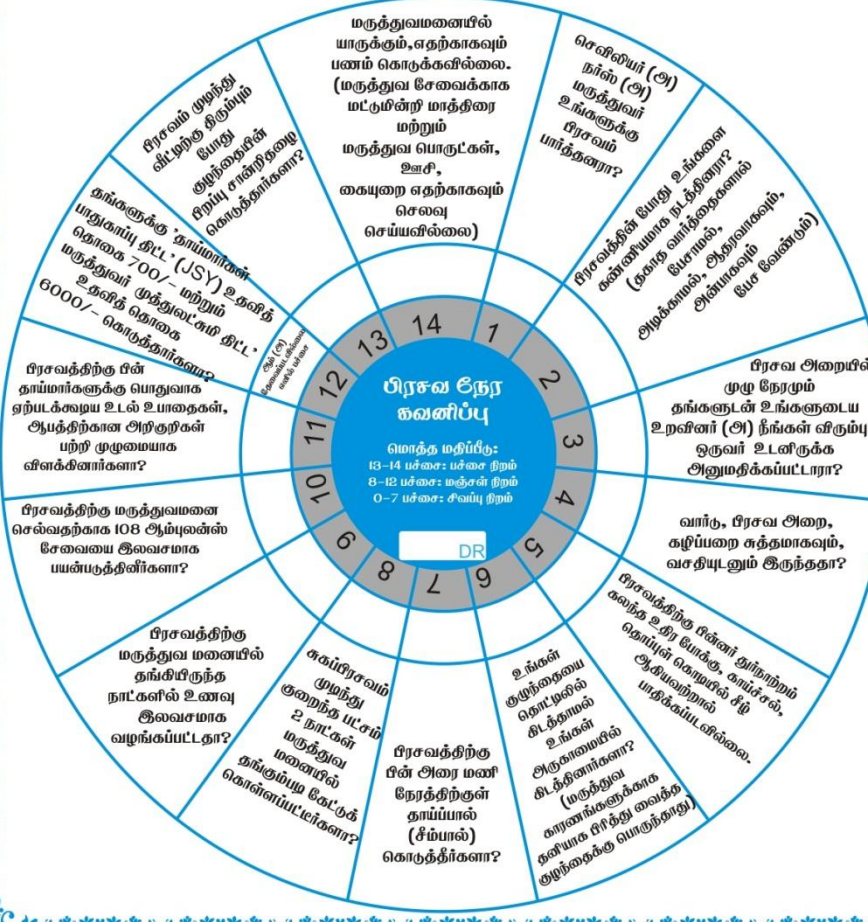 பிரசவ நேர
கவனிப்பு
மொத்த மதிப்பீடு:
13-14 பச்சை: பச்சை நிறம்
8-12 பச்சை: மஞ்சள் நிறம்
0-7 பச்சை: சிவப்பு நிறம்
DR
1
செவிலியர் (அ)
நர்ஸ் (அ)
மருத்துவர்
உங்களுக்கு
பிரசவம்
பார்த்தனரா?
2
பிரசவத்தின் போது உங்களை
கண்ணியமாக நடத்தினரா?
(தகாத வார்த்தைகளால்
பேசாமல்,
அடிக்காமல், ஆதரவாகவும்,
அன்பாகவும்
பேச வேண்டும்)
3
பிரசவ அறையில்
முழு நேரமும்
தங்களுடன் உங்களுடைய
உறவினர் (அ) நீங்கள் விரும்பு
ஒருவர் உடனிருக்க
அனுமதிக்கப்பட்டாரா?
4
வார்டு, பிரசவ அறை,
கழிப்பறை சுத்தமாகவும்,
வசதியுடனும் இருந்ததா?
5
பிரசவத்திற்கு பின்னர் துர்நாற்றம்
கலந்த உதிர போக்கு, காய்ச்சல்,
தொப்புள் கொடியில் சீழ்
ஆகியவற்றால்
பாதிக்கப்படவில்லை.
6
உங்கள்
குழந்தையை
தொட்டிலில்
கிடத்தாமல்
உங்கள்
அருகாமையில்
கிடத்தினார்களா?
(மருத்துவ
காரணங்களுக்காக
தனியாக பிரித்து வைத்த
குழந்தைக்கு பொருந்தாது)
7
பிரசவத்திற்கு
பின் அரை மணி
நேரத்திற்குள்
தாய்ப்பால்
(சீம்பால்)
கொடுத்தீர்களா?
8
சுகப்பிரசவம்
முடிந்து
குறைந்த பட்சம்
2 நாட்கள்
மருத்துவ
மனையில்
தங்கும்படி கேட்டுக்
கொள்ளப்பட்டீர்களா?
9
பிரசவத்திற்கு
மருத்துவ மனையில்
தங்கியிருந்த
நாட்களில் உணவு
இலவசமாக
வழங்கப்பட்டதா?
10
பிரசவத்திற்கு மருத்துவமனை
செல்வதற்காக 108 ஆம்புலன்ஸ்
சேவையை இலவசமாக
பயன்படுத்தினீர்களா?
11
பிரசவத்திற்கு பின்
தாய்மார்களுக்கு பொதுவாக
ஏற்படக்கூடிய உடல் உபாதைகள்,
ஆபத்திற்கான அறிகுறிகள்
பற்றி முழுமையாக
விளக்கினார்களா?
12
தங்களுக்கு 'தாய்மார்கள்
பாதுகாப்பு திட்ட' (JSY) உதவித்
தொகை 700/- மற்றும்
மருத்துவர் முத்துலட்சுமி திட்ட'
உதவித் தொகை
6000/- கொடுத்தார்களா?
ஆம் (அ)
தேவைப்படவில்லை
எனில் பச்சை
13
பிரசவம் முடிந்து
வீட்டிற்கு திரும்பும்
போது
குழந்தையின்
பிறப்பு சான்றிதழை
கொடுத்தார்களா?
14
மருத்துவமனையில்
யாருக்கும்,எதற்காகவும்
பணம் கொடுக்கவில்லை.
(மருத்துவ சேவைக்காக
மட்டுமின்றி மாத்திரை
மற்றும்
மருத்துவ பொருட்கள்,
ஊசி,
கையுறை எதற்காகவும்
செலவு
செய்யவில்லை)